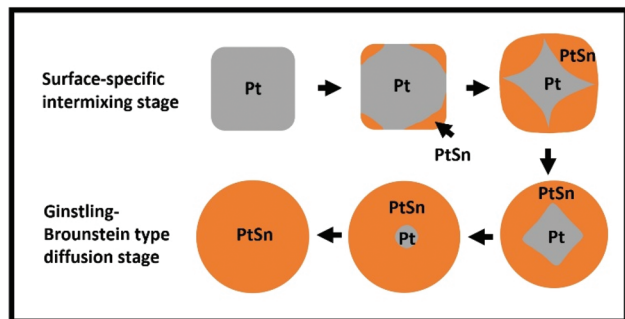 Surface-specific
intermixing stage
Pt
Pt
PtSn
PtSn
Pt
Ginstling-
Brounstein type
diffusion stage
PtSn
PtSn
Pt
PtSn
Pt